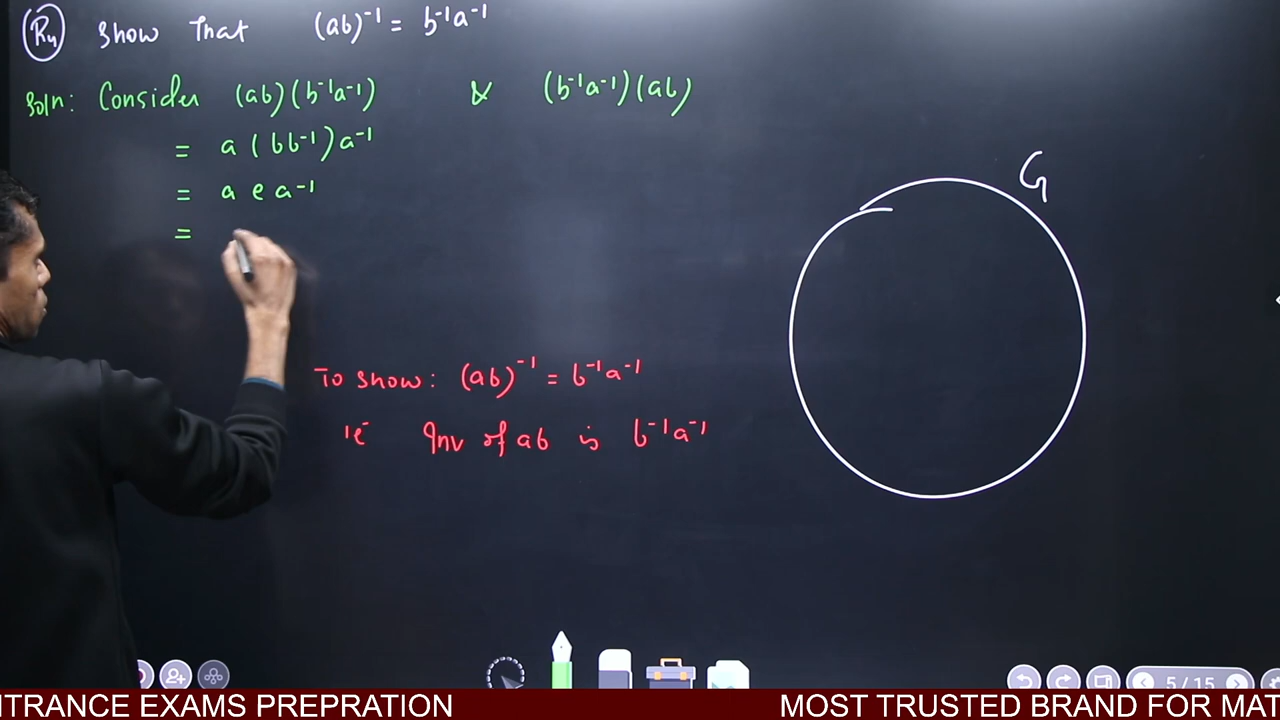 R4 Show That (ab)⁻¹ = b⁻¹a⁻¹
Soln: Consider (ab)(b⁻¹a⁻¹) & (b⁻¹a⁻¹)(ab)
= a(bb⁻¹)a⁻¹
= a e a⁻¹
=
G
To show: (ab)⁻¹ = b⁻¹a⁻¹
ie Inv of ab is b⁻¹a⁻¹
5/15
NTRANCE EXAMS PREPRATION MOST TRUSTED BRAND FOR MAT